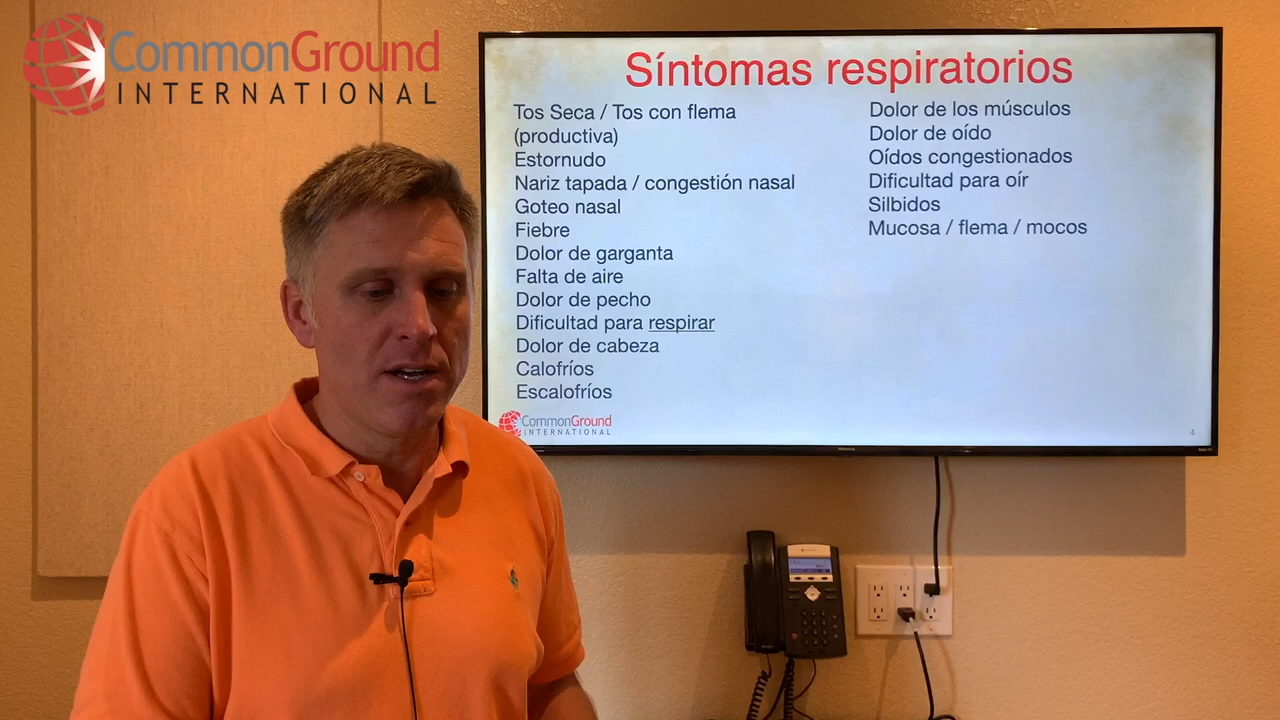 CommonGround
INTERNATIONAL
Síntomas respiratorios
Tos Seca / Tos con flema
(productiva)
Estornudo
Nariz tapada / congestión nasal
Goteo nasal
Fiebre
Dolor de garganta
Falta de aire
Dolor de pecho
Dificultad para respirar
Dolor de cabeza
Calofríos
Escalofríos
Dolor de los músculos
Dolor de oído
Oídos congestionados
Dificultad para oír
Silbidos
Mucosa / flema / mocos
CommonGround
INTERNATIONAL
4